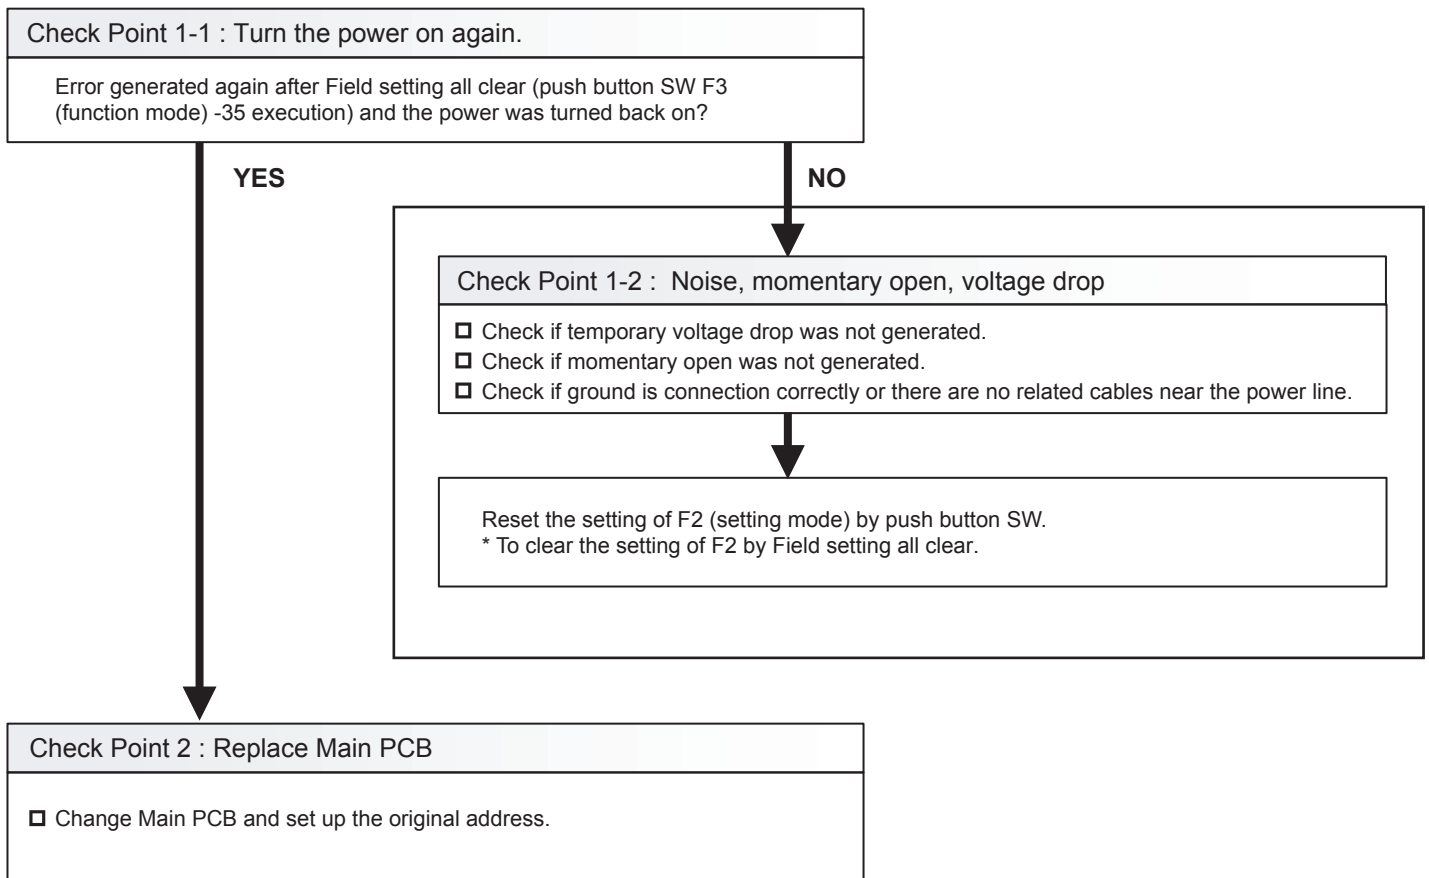 Check Point 1-1 : Turn the power on again.
Error generated again after Field setting all clear (push button SW F3
(function mode) -35 execution) and the power was turned back on?
YES
NO
Check Point 1-2 :  Noise, momentary open, voltage drop
Check if temporary voltage drop was not generated.
Check if momentary open was not generated.
Check if ground is connection correctly or there are no related cables near the power line.
Reset the setting of F2 (setting mode) by push button SW.
* To clear the setting of F2 by Field setting all clear.
Check Point 2 : Replace Main PCB
Change Main PCB and set up the original address.